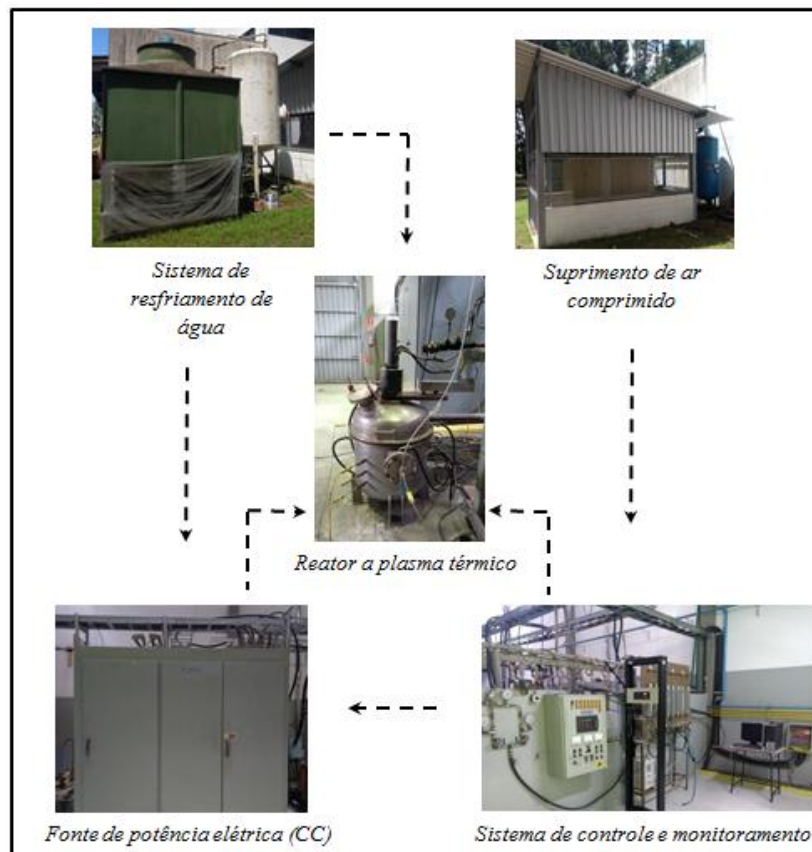 Sistema de
resfriamento de
água
Suprimento de ar
comprimido
Reator a plasma térmico
Fonte de potência elétrica (CC)
Sistema de controle e monitoramento